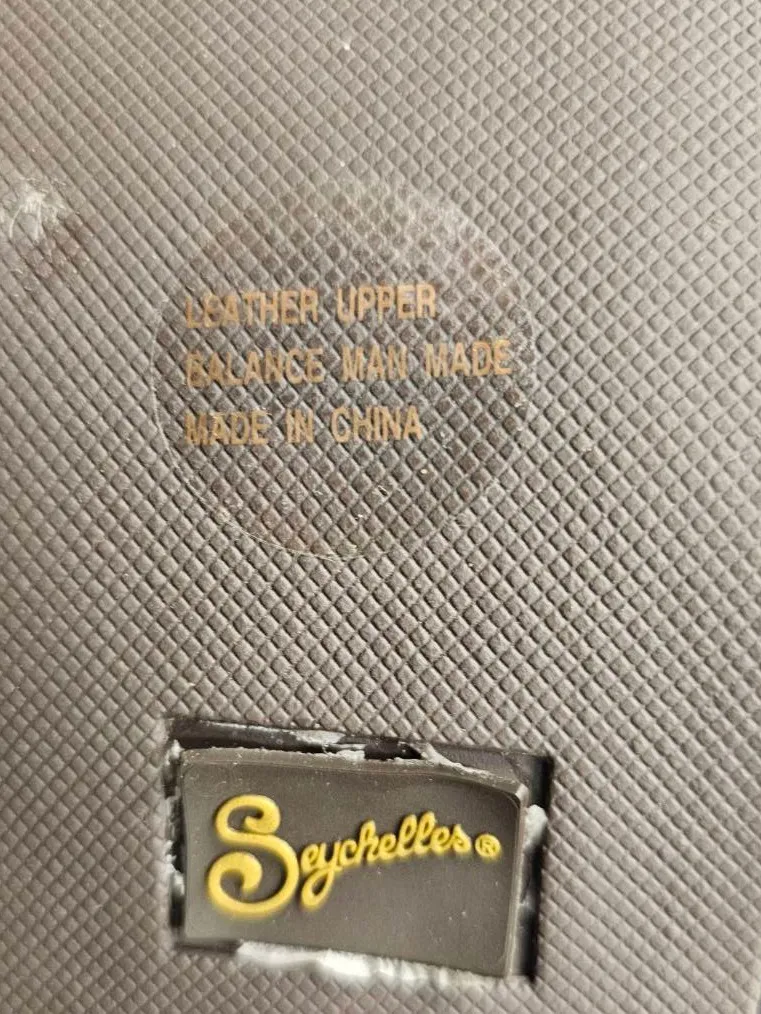 LEATHER UPPER
BALANCE MAN MADE
MADE IN CHINA
Seychelles®